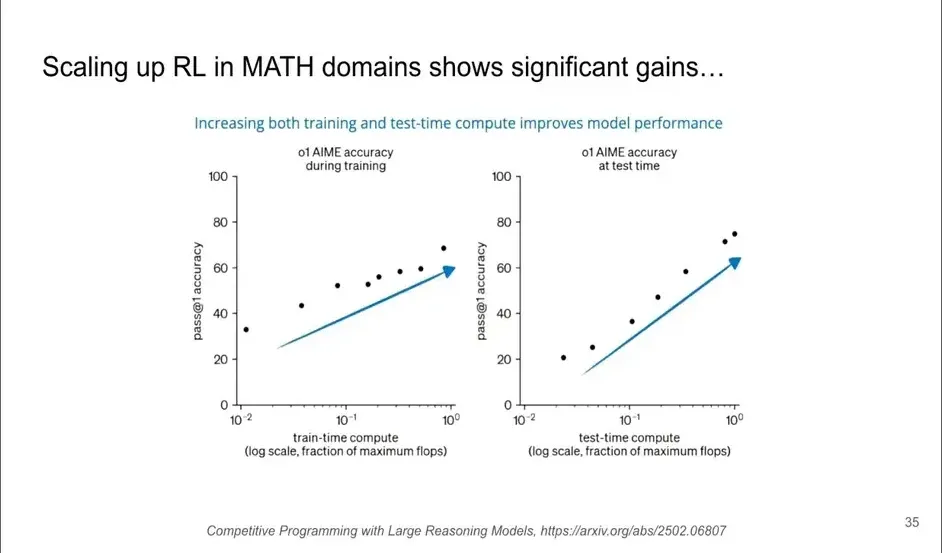 Scaling up RL in MATH domains shows significant gains…
Increasing both training and test-time compute improves model performance
o1 AIME accuracy
during training
100
80
60
40
20
0
pass@1 accuracy
10⁻²
10⁻¹
10⁰
train-time compute
(log scale, fraction of maximum flops)
o1 AIME accuracy
at test time
100
80
60
40
20
0
pass@1 accuracy
10⁻²
10⁻¹
10⁰
test-time compute
(log scale, fraction of maximum flops)
Competitive Programming with Large Reasoning Models, https://arxiv.org/abs/2502.06807
35